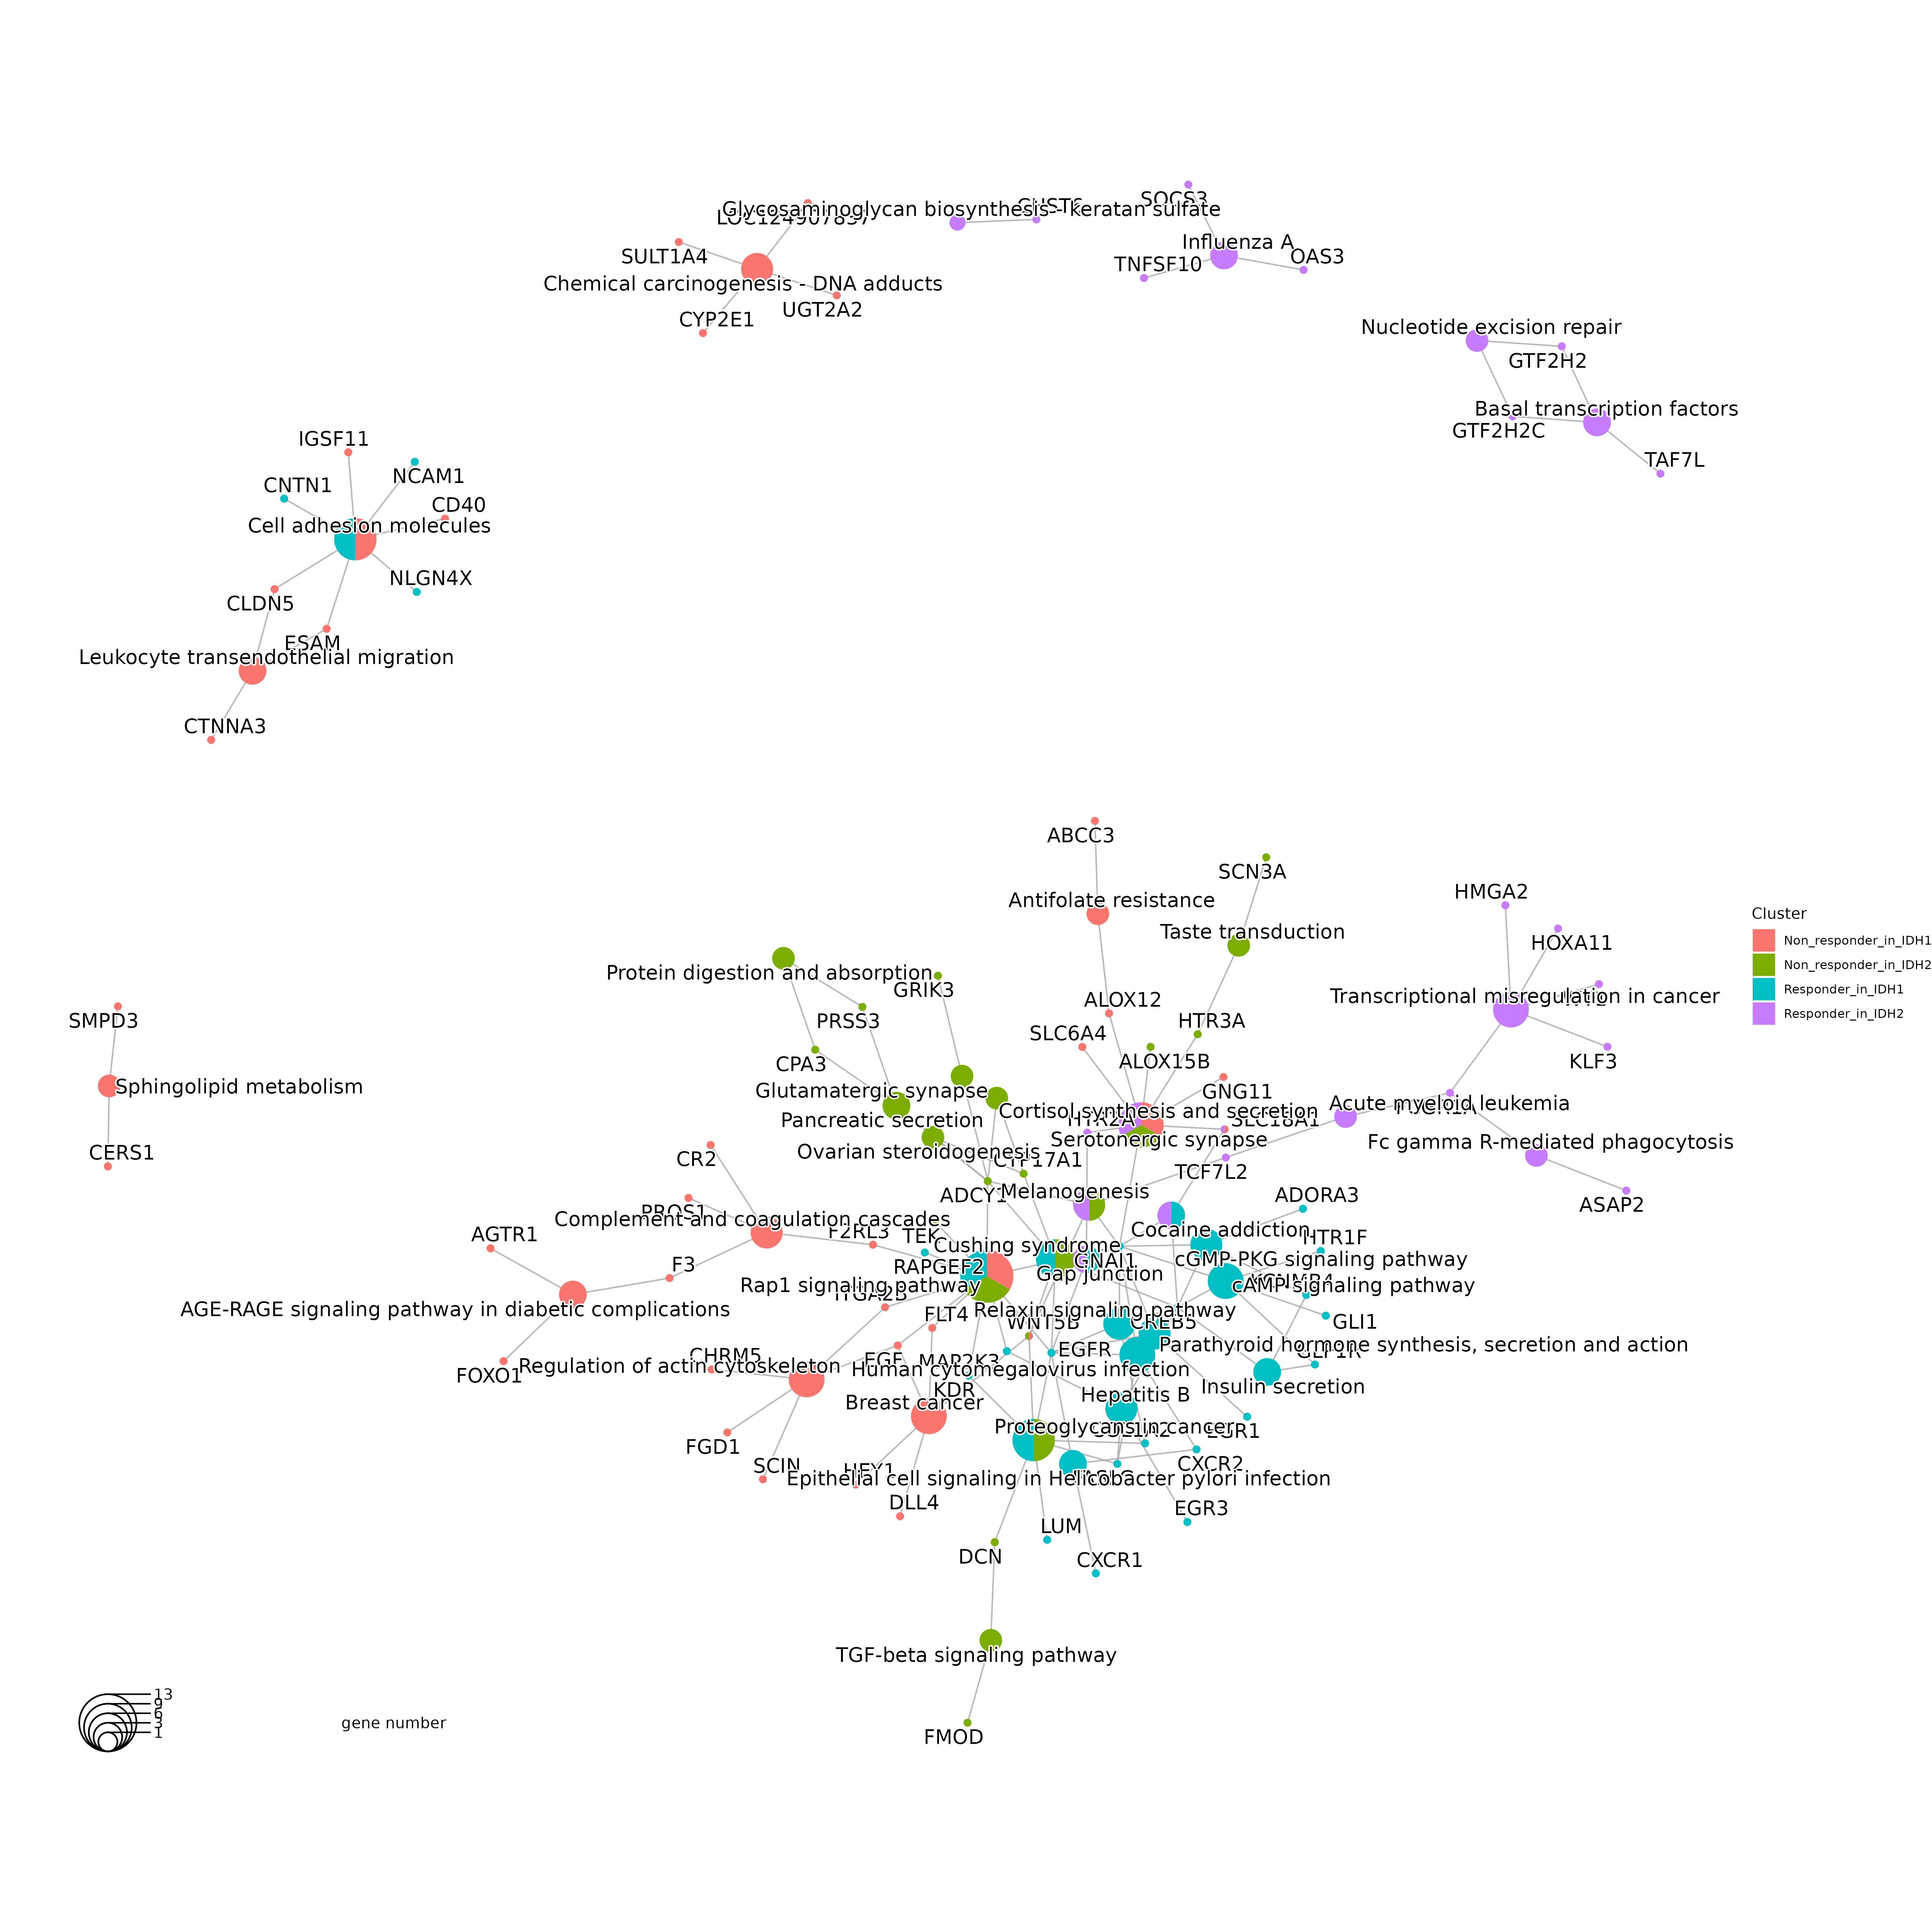 SOCS3
Glycosaminoglycan biosynthesis - keratan sulfate
Influenza A
SULT1A4
OAS3
TNFSF10
Chemical carcinogenesis - DNA adducts
UGT2A2
CYP2E1
Nucleotide excision repair
GTF2H2
Basal transcription factors
GTF2H2C
TAF7L
IGSF11
NCAM1
CNTN1
CD40
Cell adhesion molecules
NLGN4X
CLDN5
ESAM
Leukocyte transendothelial migration
CTNNA3
ABCC3
SCN3A
HMGA2
Antifolate resistance
Taste transduction
HOXA11
Protein digestion and absorption
GRIK3
Transcriptional misregulation in cancer
ALOX12
SMPD3
PRSS3
HTR3A
SLC6A4
ALOX15B
KLF3
CPA3
Sphingolipid metabolism
Glutamatergic synapse
GNG11
Acute myeloid leukemia
Cortisol synthesis and secretion
HTR2A
SLC18A1
Pancreatic secretion
Serotonergic synapse
Fc gamma R-mediated phagocytosis
CERS1
Ovarian steroidogenesis
CYP17A1
CR2
TCF7L2
ADCY1
Melanogenesis
ADORA3
ASAP2
PROS1
Complement and coagulation cascades
AGTR1
F2RL3
TEK
Cocaine addiction
HTR1F
Cushing syndrome
F3
RAPGEF2
GNAI1
cGMP-PKG signaling pathway
Gap junction
Rap1 signaling pathway
cAMP signaling pathway
ITGA2B
AGE-RAGE signaling pathway in diabetic complications
FLT4
Relaxin signaling pathway
WNT5B
CREB5
GLI1
Parathyroid hormone synthesis, secretion and action
CHRM5
EGF
MAP2K3
EGFR
GLP1R
FOXO1
Regulation of actin cytoskeleton
Human cytomegalovirus infection
KDR
Hepatitis B
Insulin secretion
Breast cancer
Proteoglycans in cancer
EGR1
FGD1
SCIN
HEY1
CXCR2
Epithelial cell signaling in Helicobacter pylori infection
DLL4
EGR3
LUM
DCN
CXCR1
TGF-beta signaling pathway
FMOD
Cluster
Non_responder_in_IDH1
Non_responder_in_IDH2
Responder_in_IDH1
Responder_in_IDH2
13
9
6
3
1
gene number